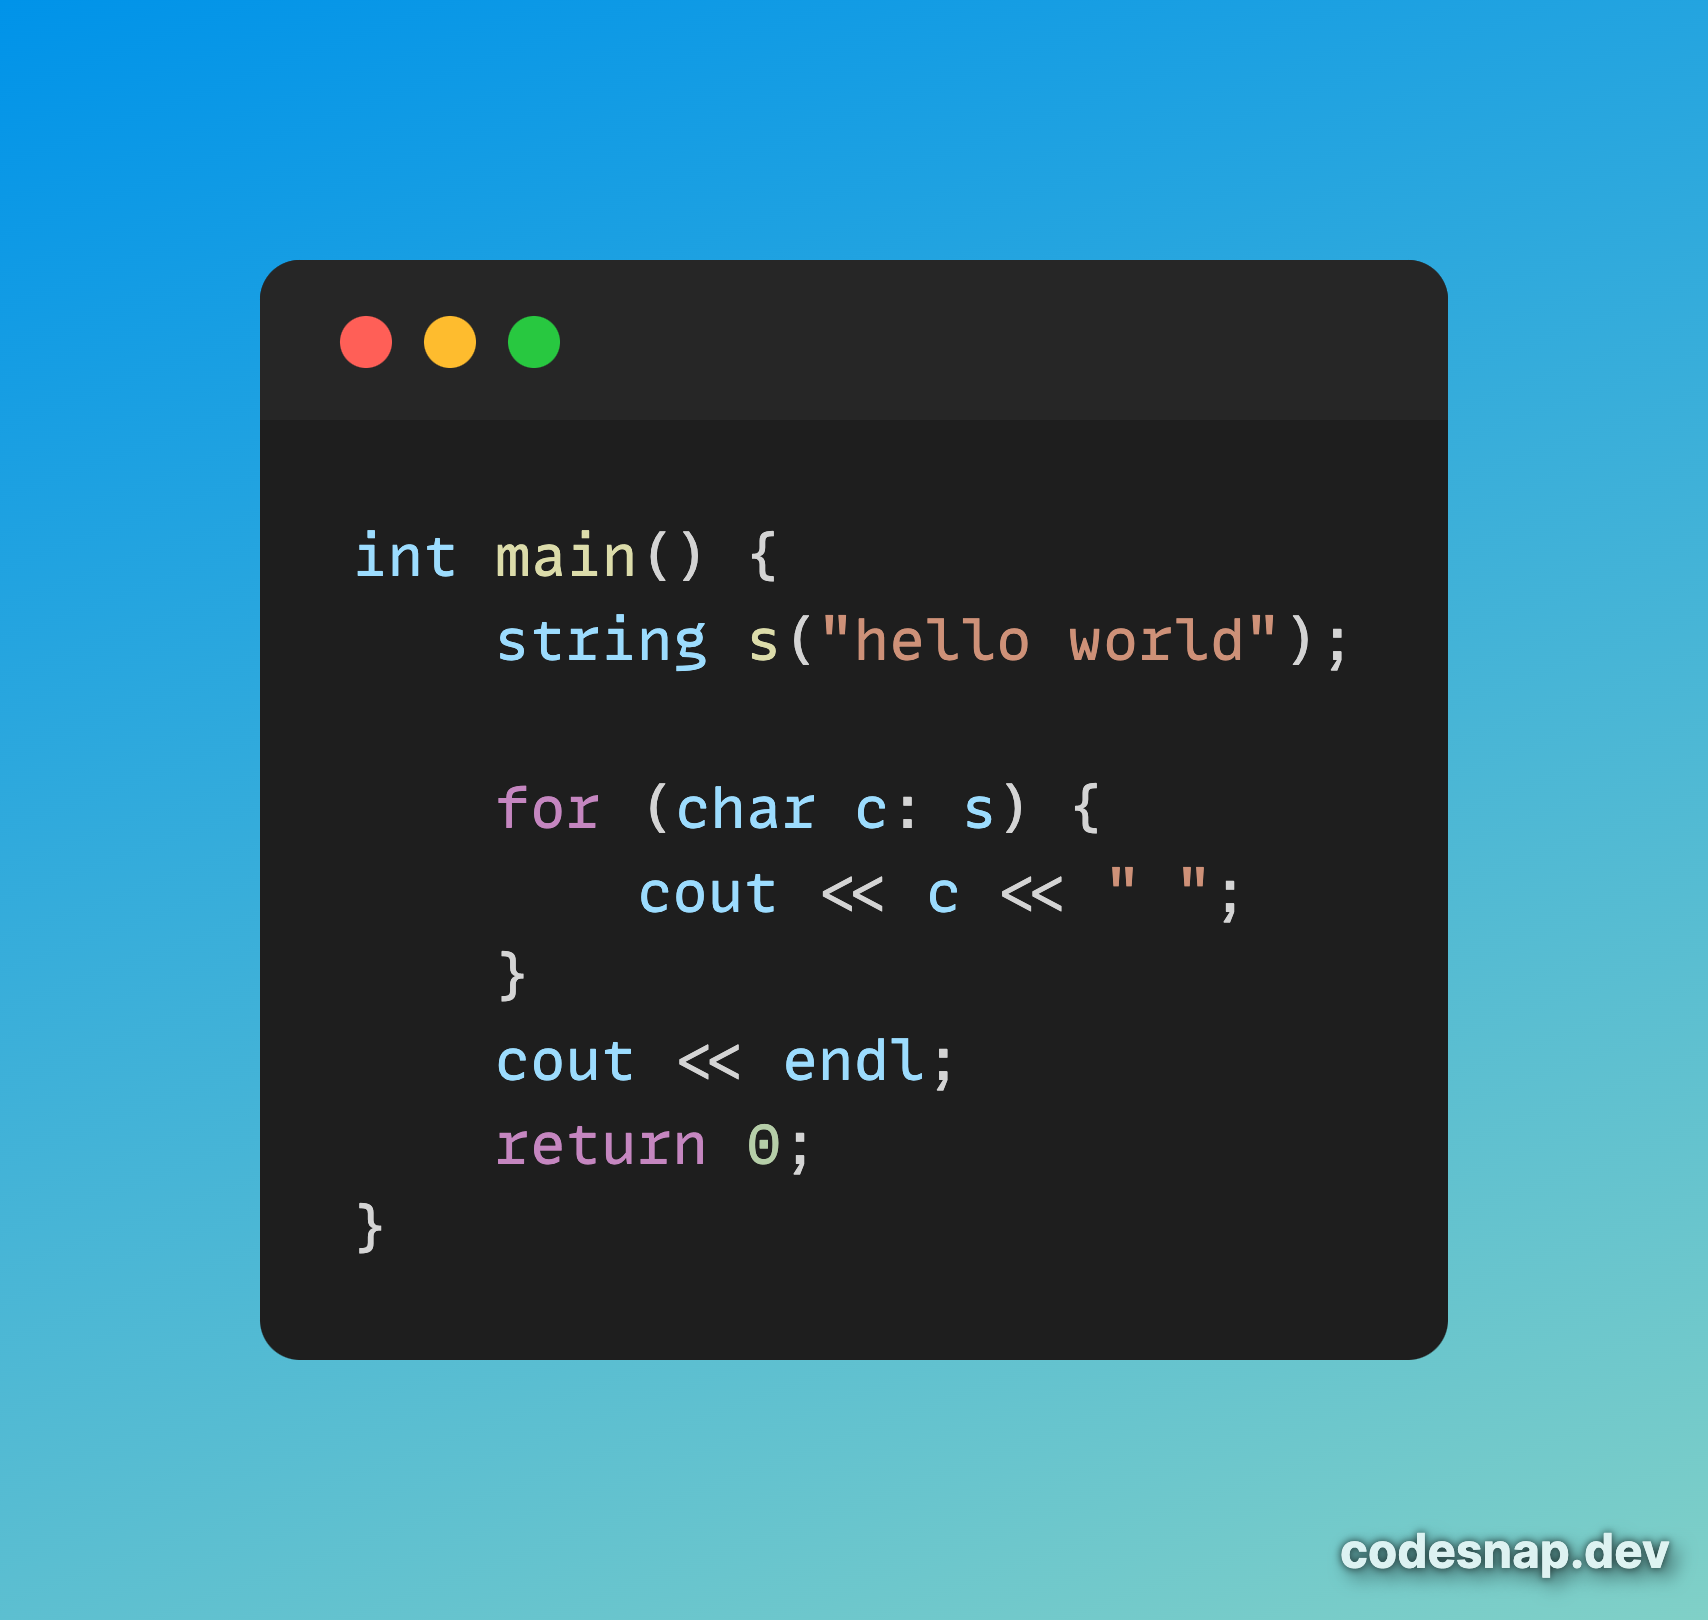 int main() {
    string s("hello world");

    for (char c: s) {
        cout << c << " ";
    }
    cout << endl;
    return 0;
}
codesnap.dev